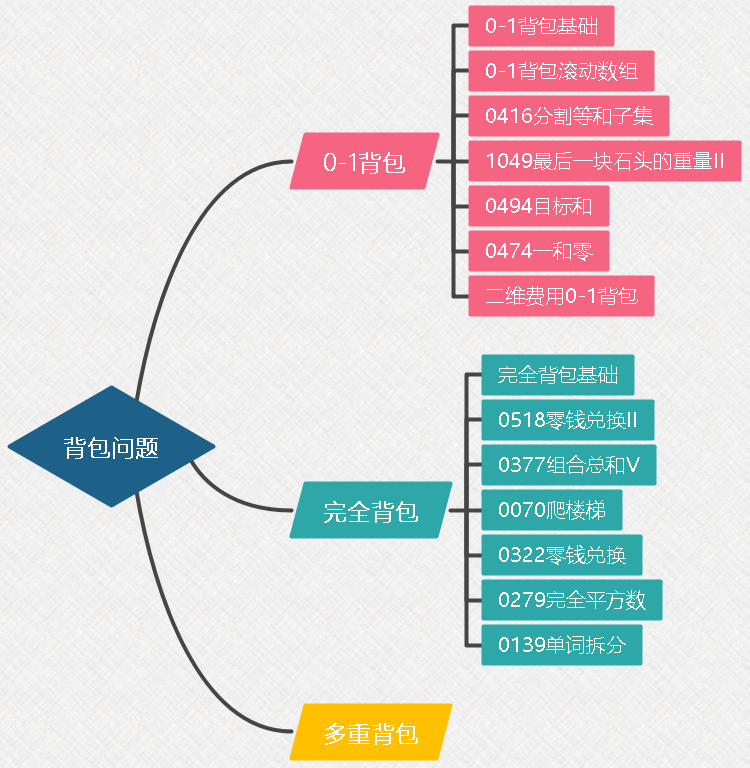 背包问题
0-1背包
0-1背包基础
0-1背包滚动数组
0416分割等和子集
1049最后一块石头的重量II
0494目标和
0474一和零
二维费用0-1背包
完全背包
完全背包基础
0518零钱兑换II
0377组合总和V
0070爬楼梯
0322零钱兑换
0279完全平方数
0139单词拆分
多重背包